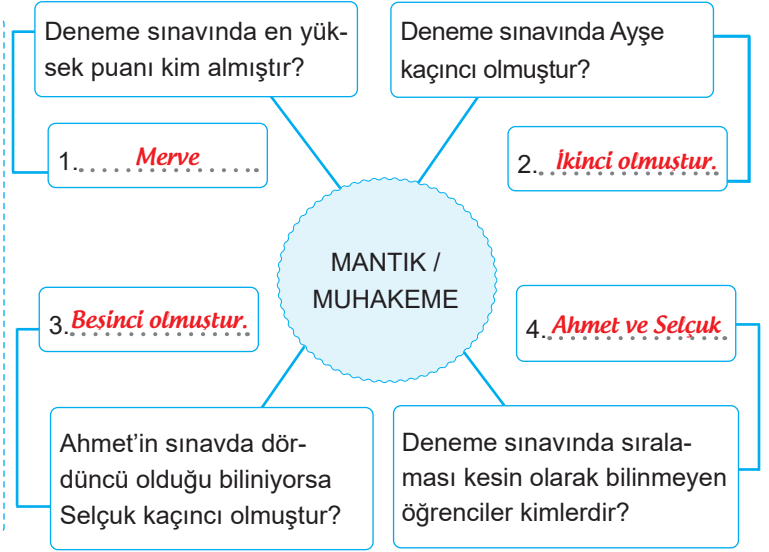 Deneme sınavında en yük-
sek puanı kim almıştır?
1. Merve
Deneme sınavında Ayşe
kaçıncı olmuştur?
2. İkinci olmuştur.
MANTIK /
MUHAKEME
3. Beşinci olmuştur.
Ahmet’in sınavda dör-
düncü olduğu biliniyorsa
Selçuk kaçıncı olmuştur?
4. Ahmet ve Selçuk
Deneme sınavında sırala-
ması kesin olarak bilinmeyen
öğrenciler kimlerdir?